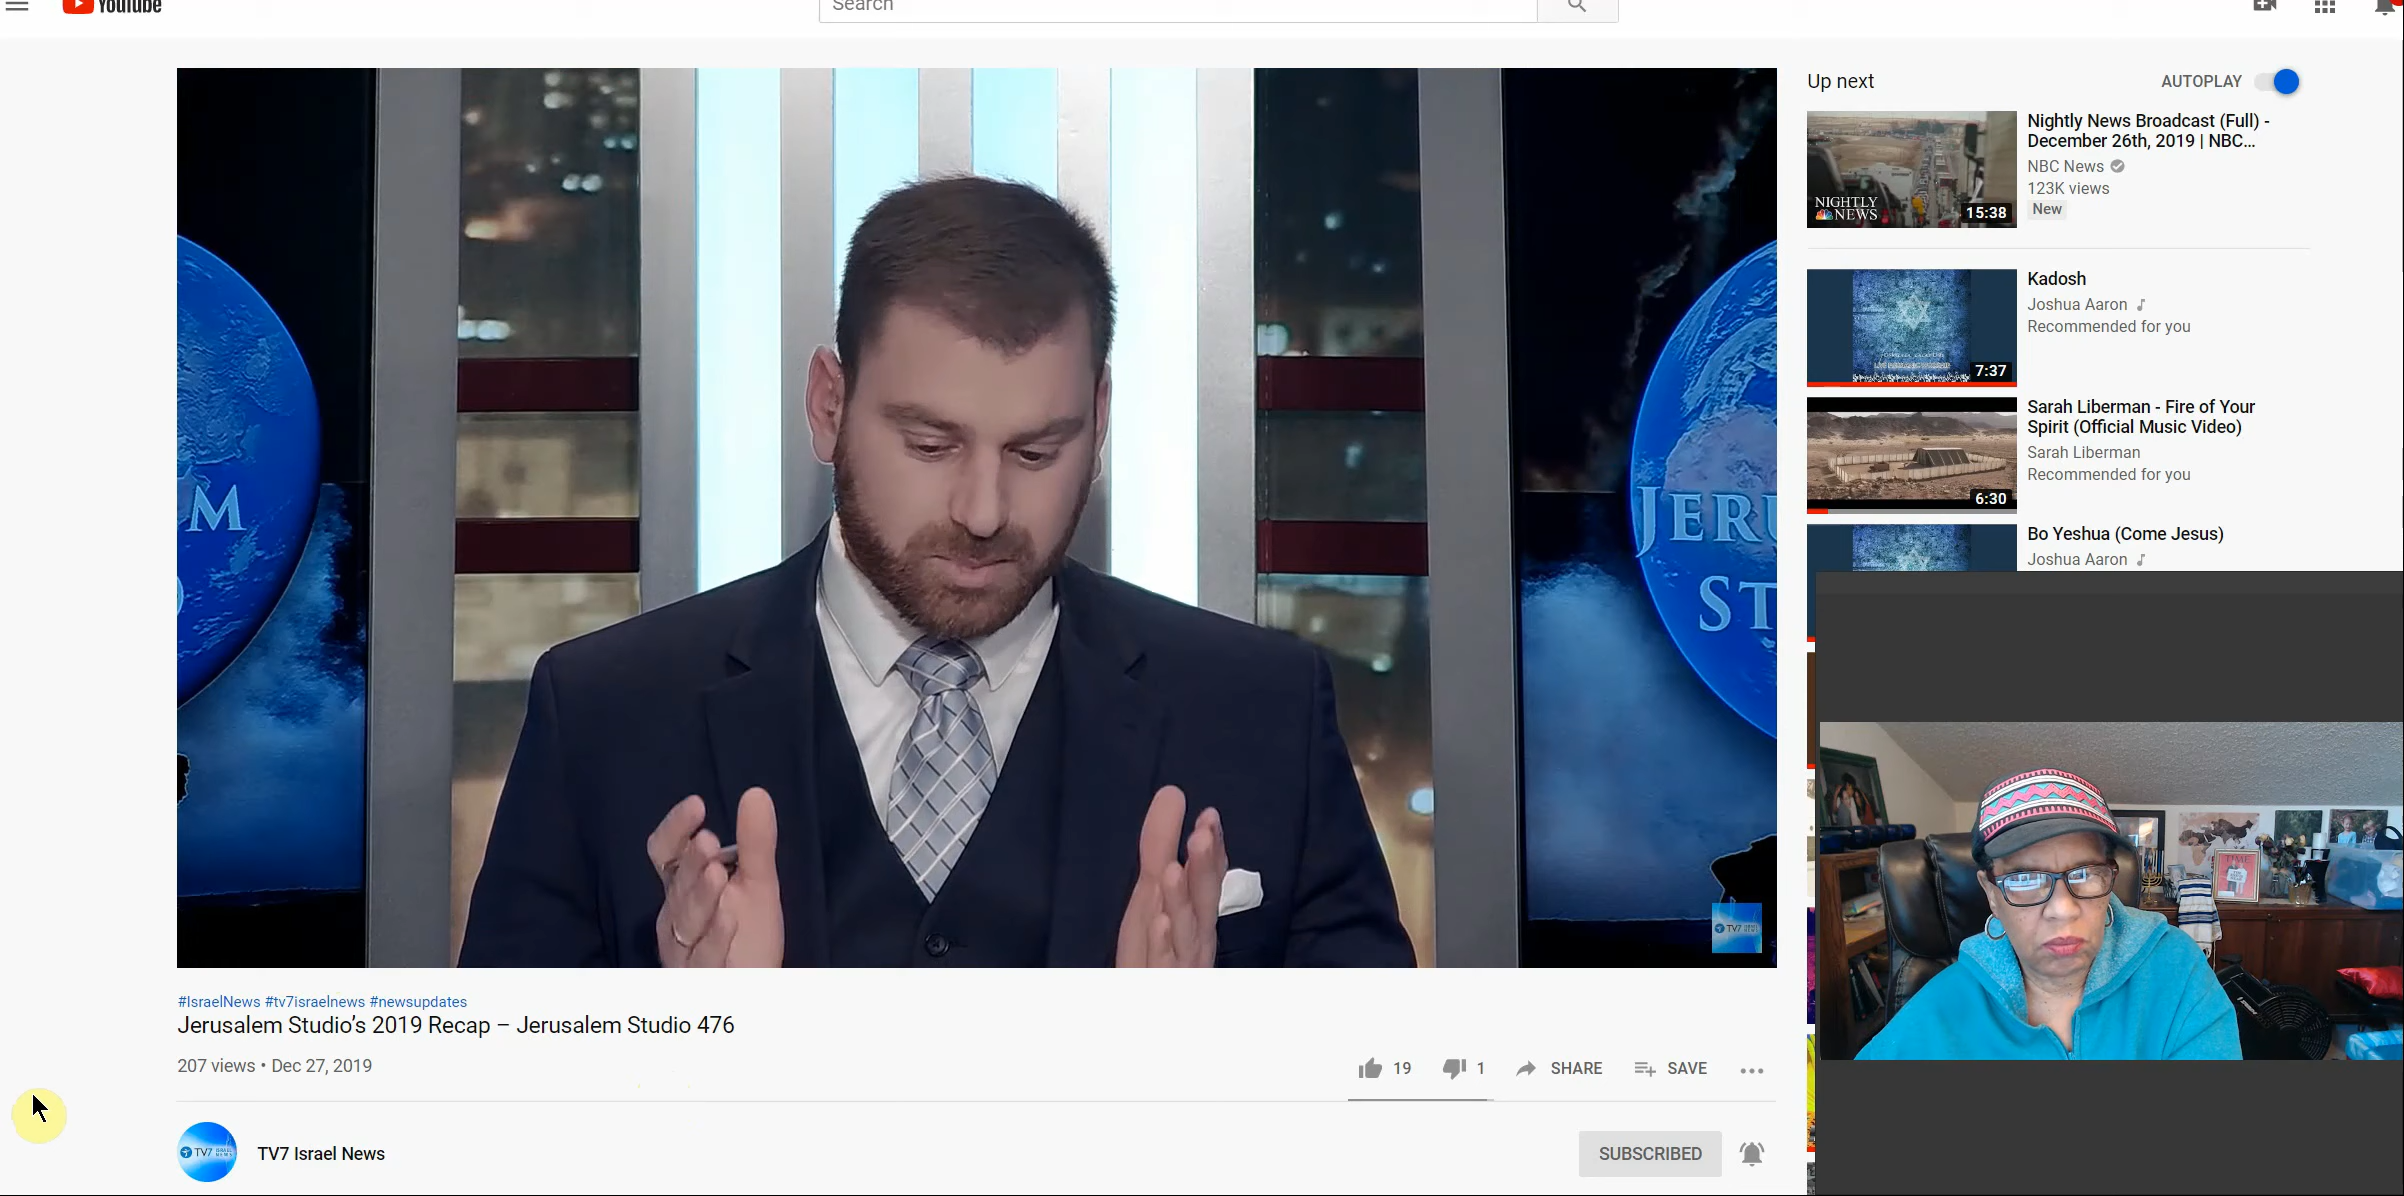 YouTube
Search
Up next
AUTOPLAY
Nightly News Broadcast (Full) -
December 26th, 2019 | NBC...
NBC News
123K views
New
NIGHTLY
NEWS
15:38
Kadosh
Joshua Aaron
Recommended for you
7:37
Sarah Liberman - Fire of Your
Spirit (Official Music Video)
Sarah Liberman
Recommended for you
6:30
Bo Yeshua (Come Jesus)
Joshua Aaron
M
JERU
ST
TV7
#IsraelNews #tv7israelnews #newsupdates
Jerusalem Studio’s 2019 Recap – Jerusalem Studio 476
207 views • Dec 27, 2019
19
1
SHARE
SAVE
TV7
TV7 Israel News
SUBSCRIBED
TIME